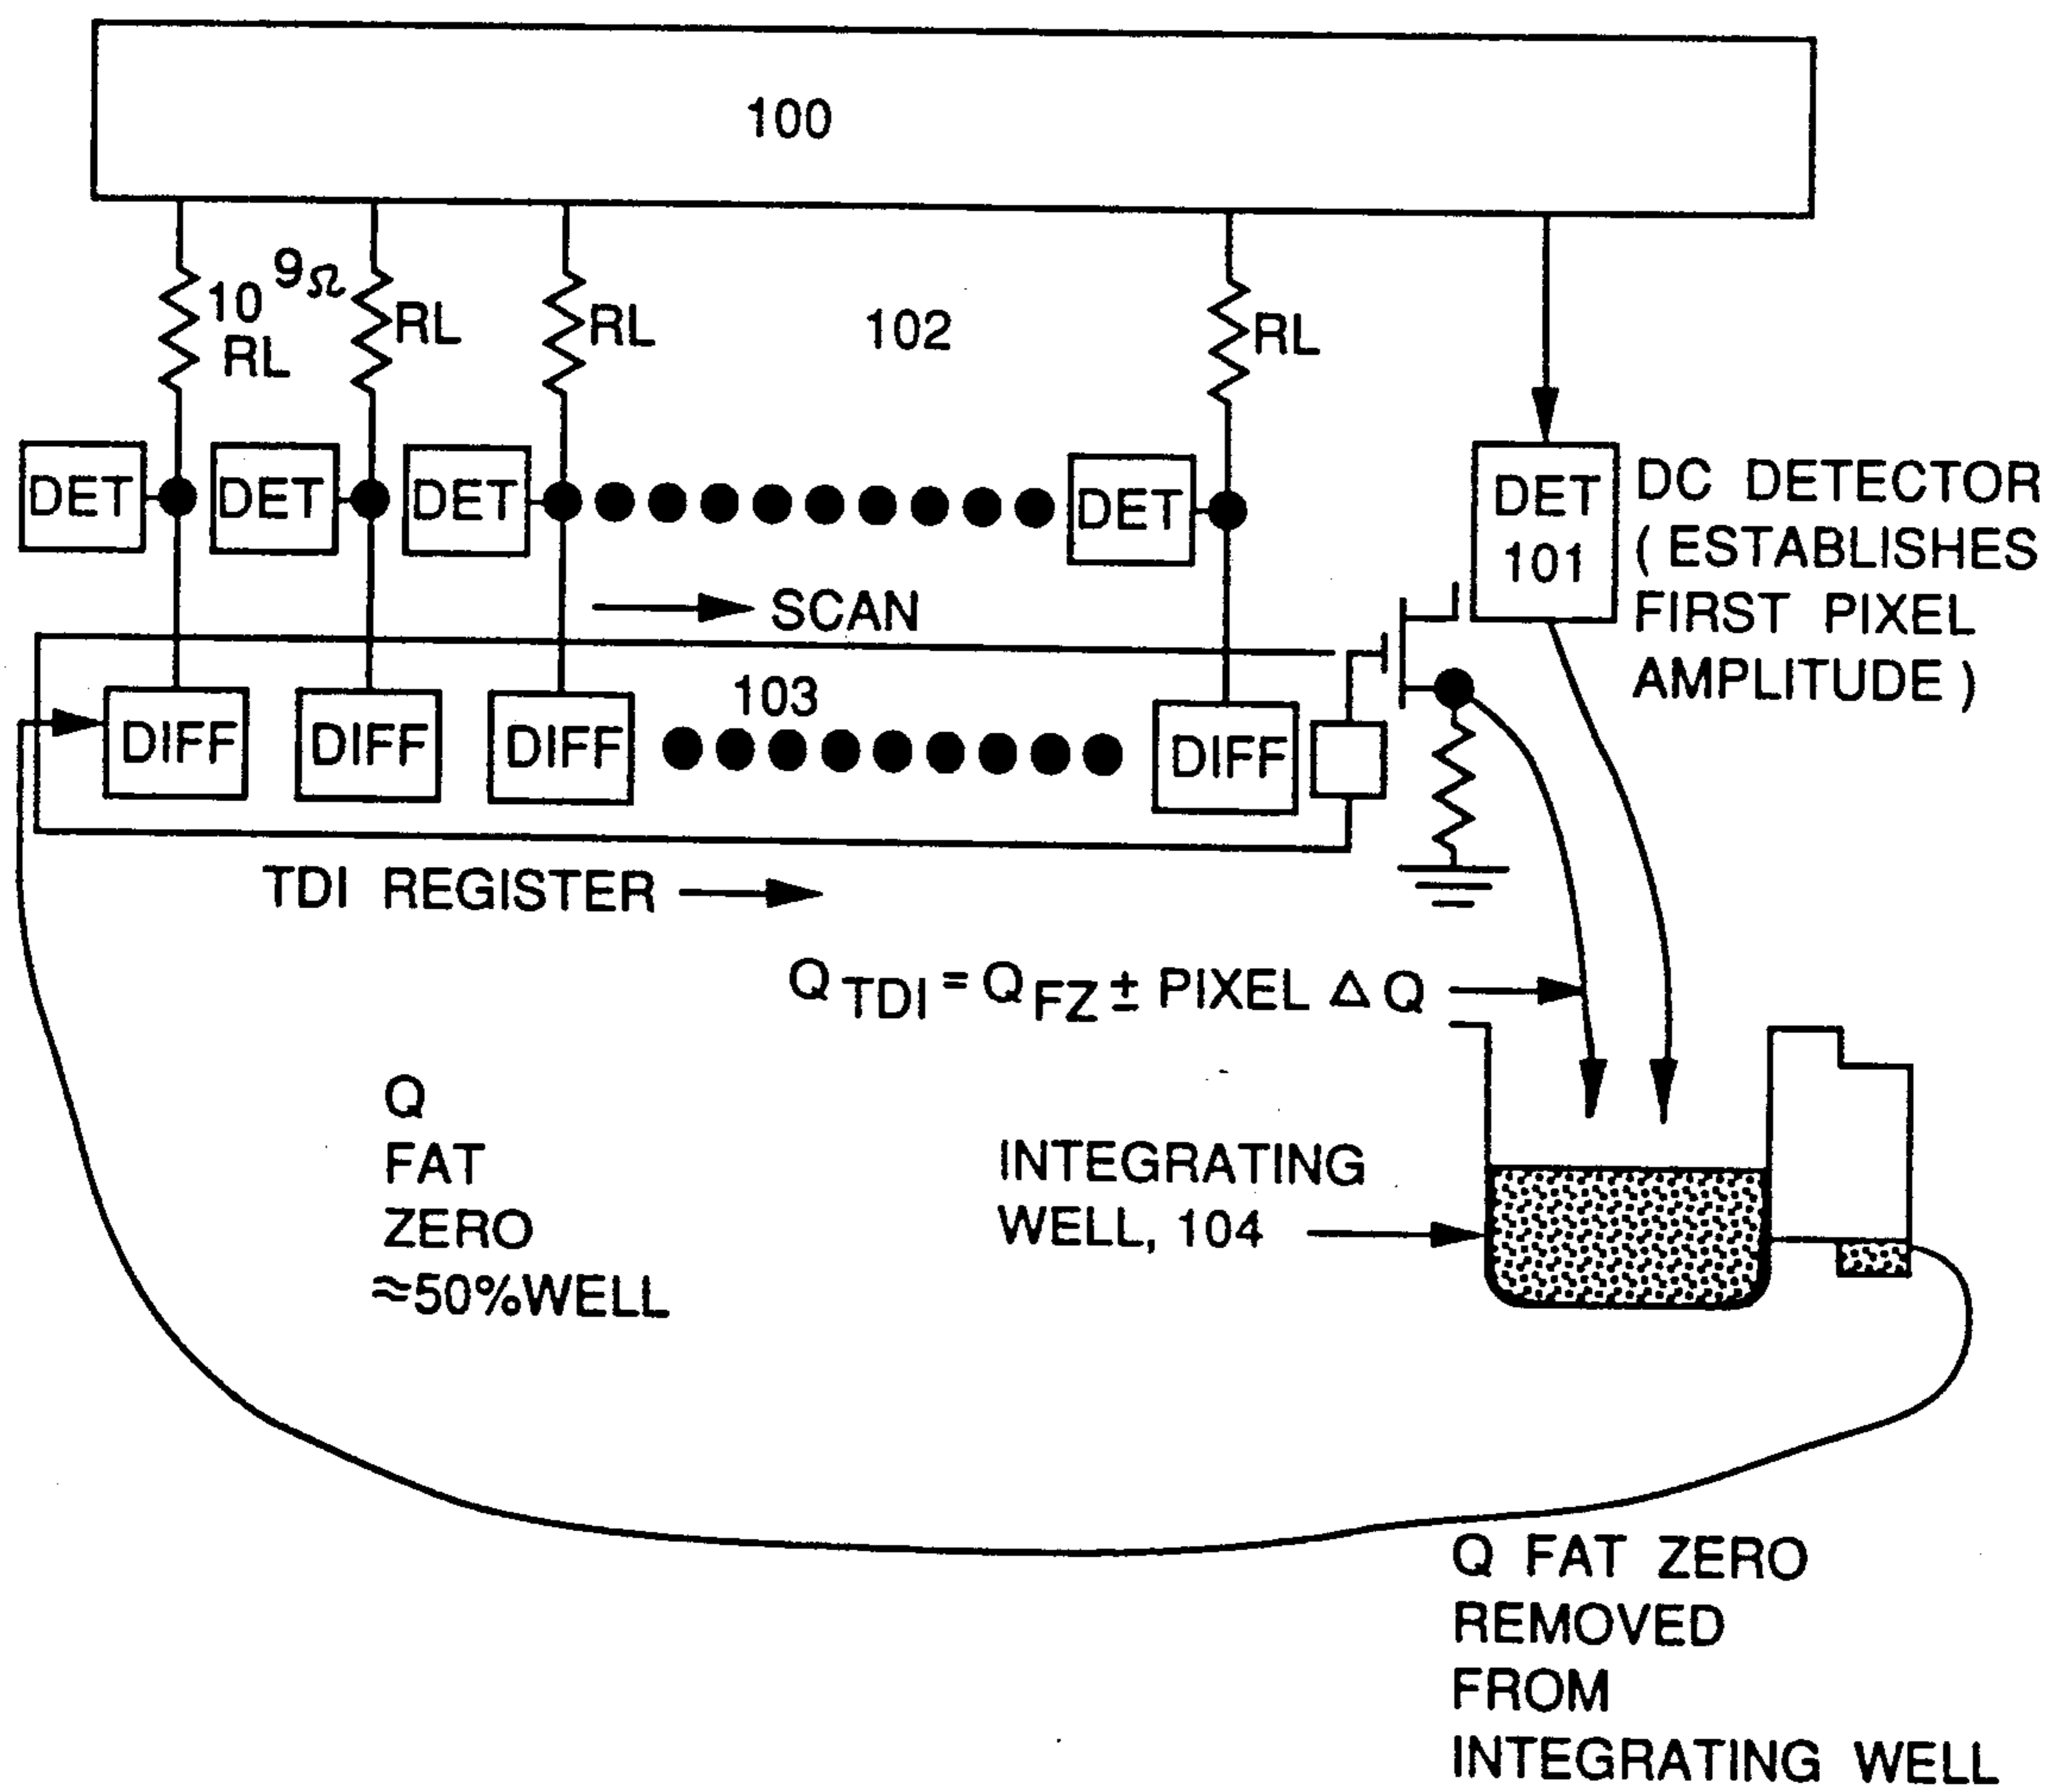 100
9Ω
10
RL
RL
RL
102
RL
DET
DET
DET
DET
DET
101
DC DETECTOR
(ESTABLISHES
FIRST PIXEL
AMPLITUDE)
SCAN
103
DIFF
DIFF
DIFF
DIFF
TDI REGISTER
Q TDI = Q FZ ± PIXEL Δ Q
Q
FAT
ZERO
≈50% WELL
INTEGRATING
WELL, 104
Q FAT ZERO
REMOVED
FROM
INTEGRATING WELL